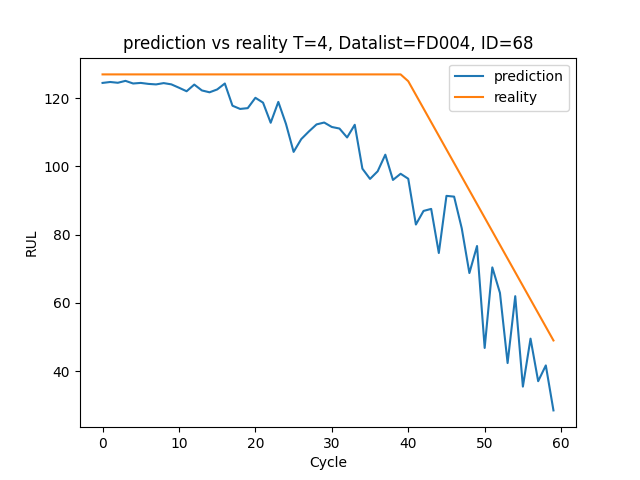 prediction vs reality T=4, Datalist=FD004, ID=68
prediction
reality
120
100
80
60
40
RUL
0 10 20 30 40 50 60
Cycle